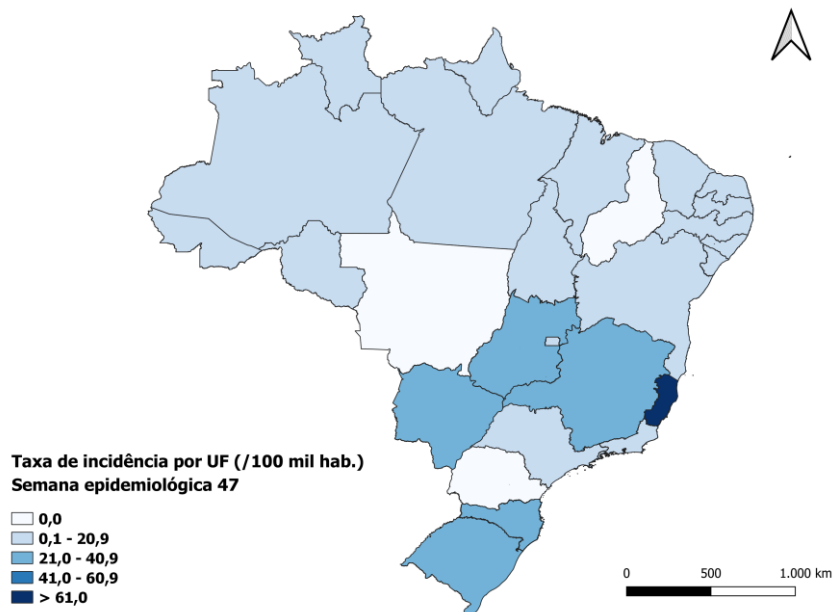 Taxa de incidência por UF (/100 mil hab.)
Semana epidemiológica 47
0,0
0,1 - 20,9
21,0 - 40,9
41,0 - 60,9
> 61,0
0 500 1.000 km